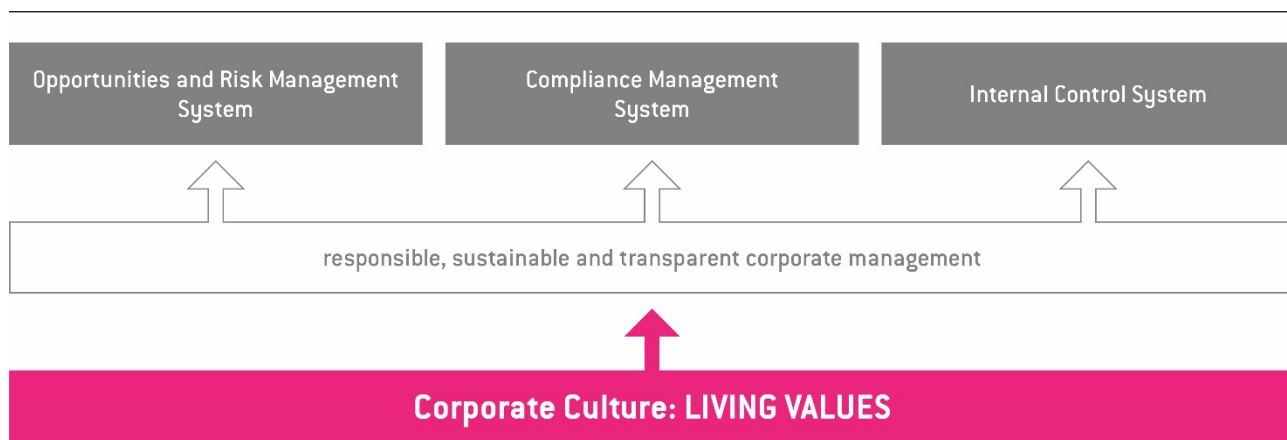 Opportunities and Risk Management
System
Compliance Management
System
Internal Control System
responsible, sustainable and transparent corporate management
Corporate Culture: LIVING VALUES